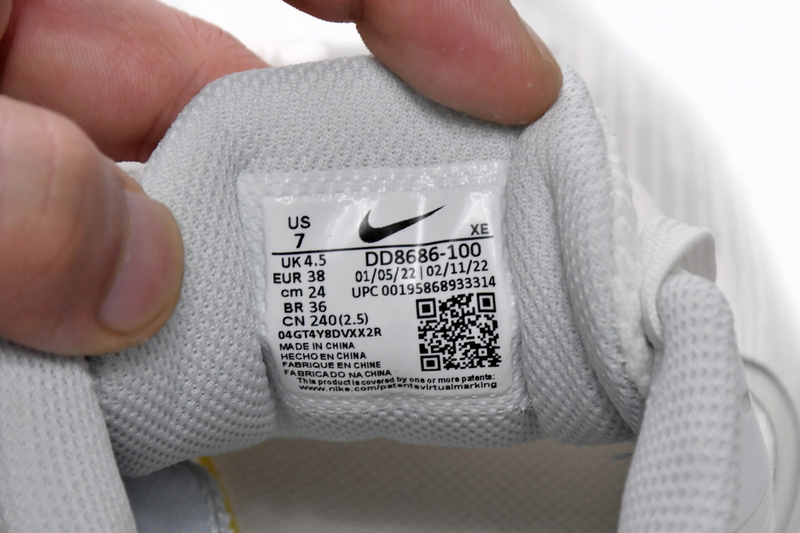 US
7
XE
UK 4.5
EUR 38
cm 24
BR 36
CN 240(2.5)
DD8686-100
01/05/22 | 02/11/22
UPC 00195868933314
04GT4Y8DVXX2R
MADE IN CHINA
HECHO EN CHINA
FABRIQUE EN CHINE
FABRICADO NA CHINA
This product is covered by one or more patents:
www.nike.com/patentsvirtualmarking